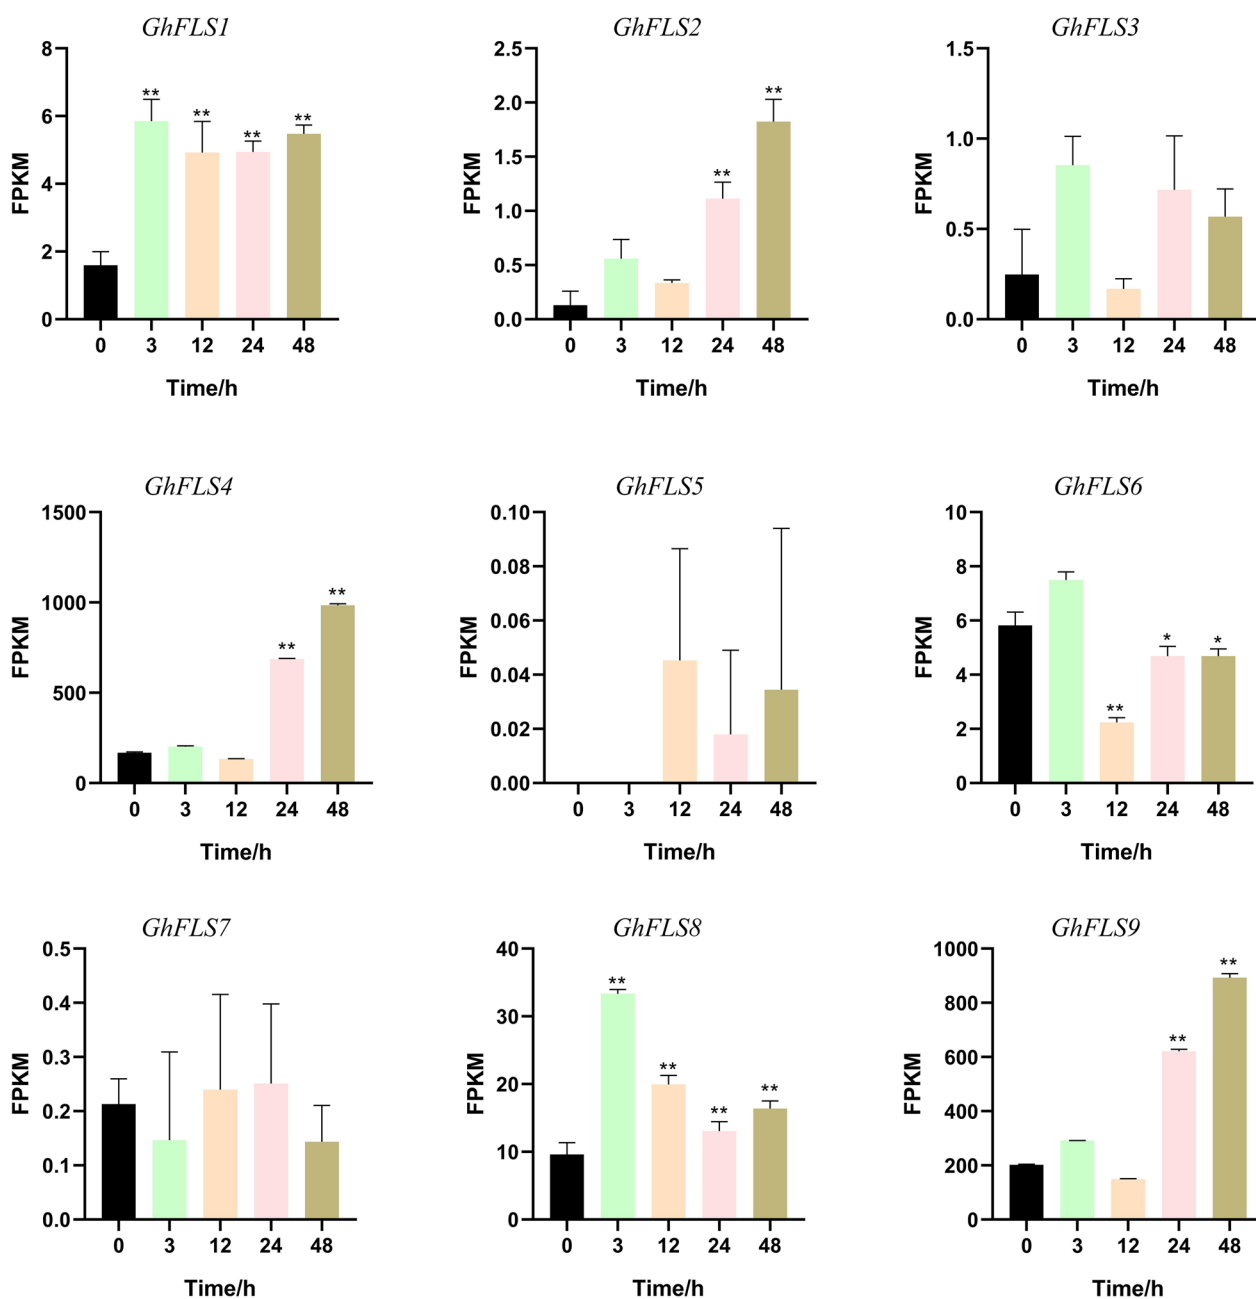 GhFLS1 GhFLS2 GhFLS3
8 2.5 1.5
** ** ** ** **
6 2.0
1.0
4 1.5
FPKM FPKM FPKM
**
1.0
2 0.5
0.5
0 0.0 0.0
0 3 12 24 48 0 3 12 24 48 0 3 12 24 48
Time/h Time/h Time/h
GhFLS4 GhFLS5 GhFLS6
1500 0.10 10
0.08 8
1000 **
** 0.06 6
FPKM FPKM FPKM
* *
0.04 4
500
** 0.02 2
0 0.00 0
0 3 12 24 48 0 3 12 24 48 0 3 12 24 48
Time/h Time/h Time/h
GhFLS7 GhFLS8 GhFLS9
0.5 40 1000
** **
0.4 800
30
0.3 600
FPKM FPKM FPKM
** ** ** **
20
0.2 400
10
0.1 200
0.0 0 0
0 3 12 24 48 0 3 12 24 48 0 3 12 24 48
Time/h Time/h Time/h